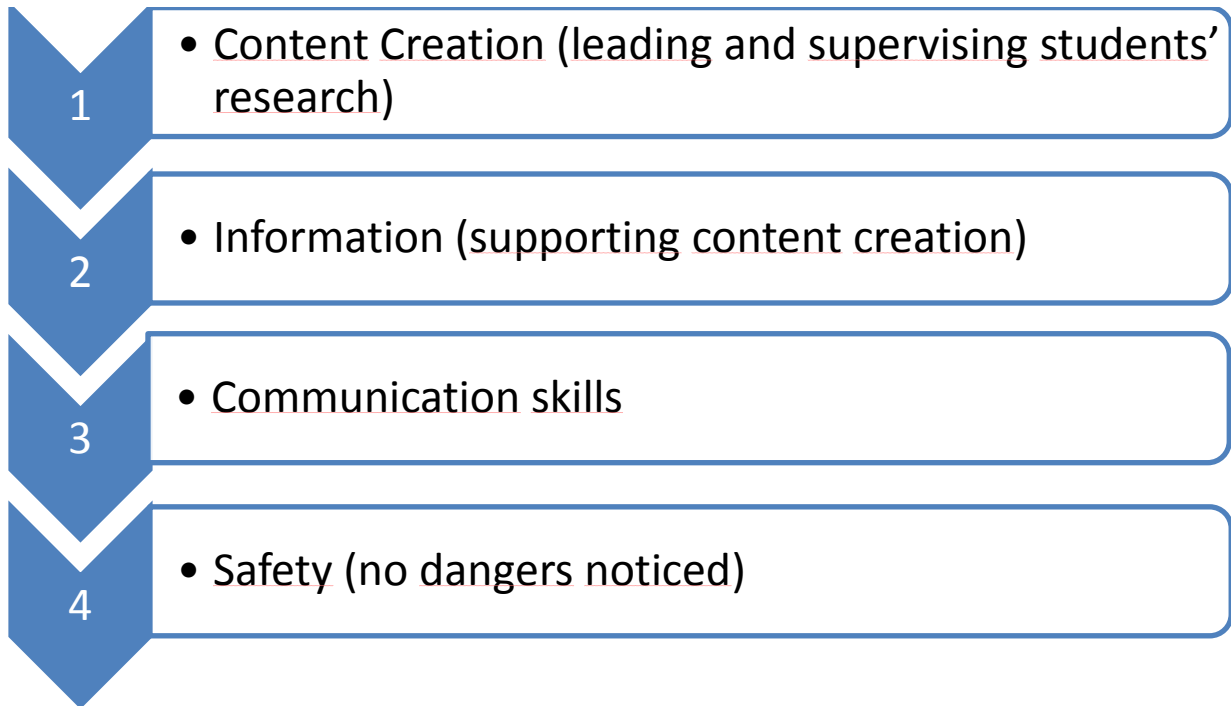 1
• Content Creation (leading and supervising students’
research)
2
• Information (supporting content creation)
3
• Communication skills
4
• Safety (no dangers noticed)